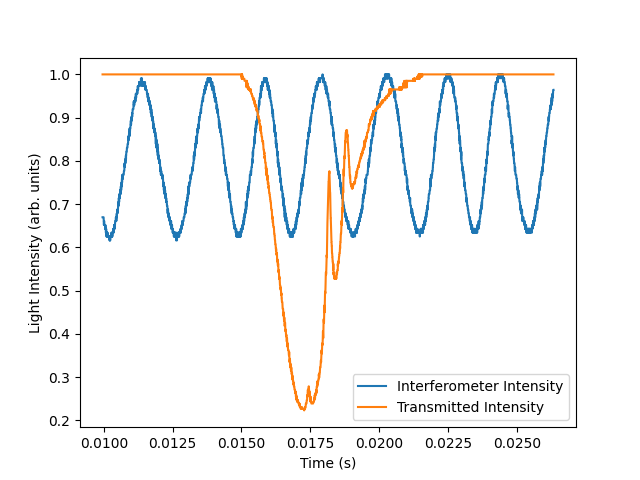 1.0
0.9
0.8
0.7
0.6
0.5
0.4
0.3
0.2
Light Intensity (arb. units)
Interferometer Intensity
Transmitted Intensity
0.0100 0.0125 0.0150 0.0175 0.0200 0.0225 0.0250
Time (s)